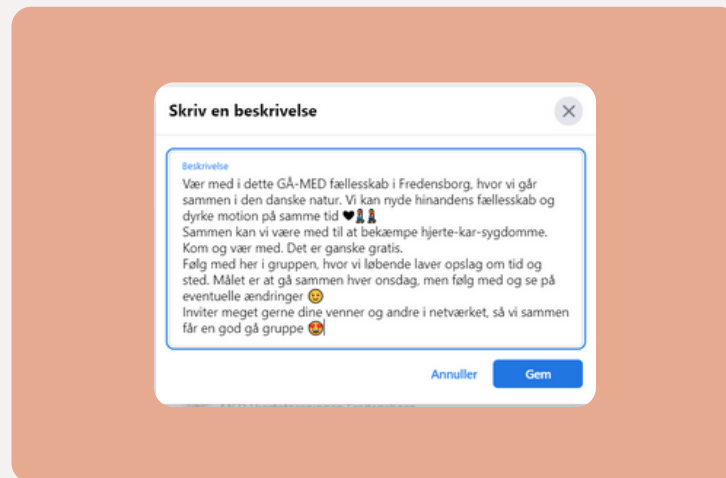 Skriv en beskrivelse
Beskrivelse
Vær med i dette GÅ-MED fællesskab i Fredensborg, hvor vi går
sammen i den danske natur. Vi kan nyde hinandens fællesskab og
dyrke motion på samme tid 🖤🚶‍♀️🚶
Sammen kan vi være med til at bekæmpe hjerte-kar-sygdomme.
Kom og vær med. Det er ganske gratis.
Følg med her i gruppen, hvor vi løbende laver opslag om tid og
sted. Målet er at gå sammen hver onsdag, men følg med og se på
eventuelle ændringer 😊
Inviter meget gerne dine venner og andre i netværket, så vi sammen
får en god gå gruppe 😍
Annuller
Gem